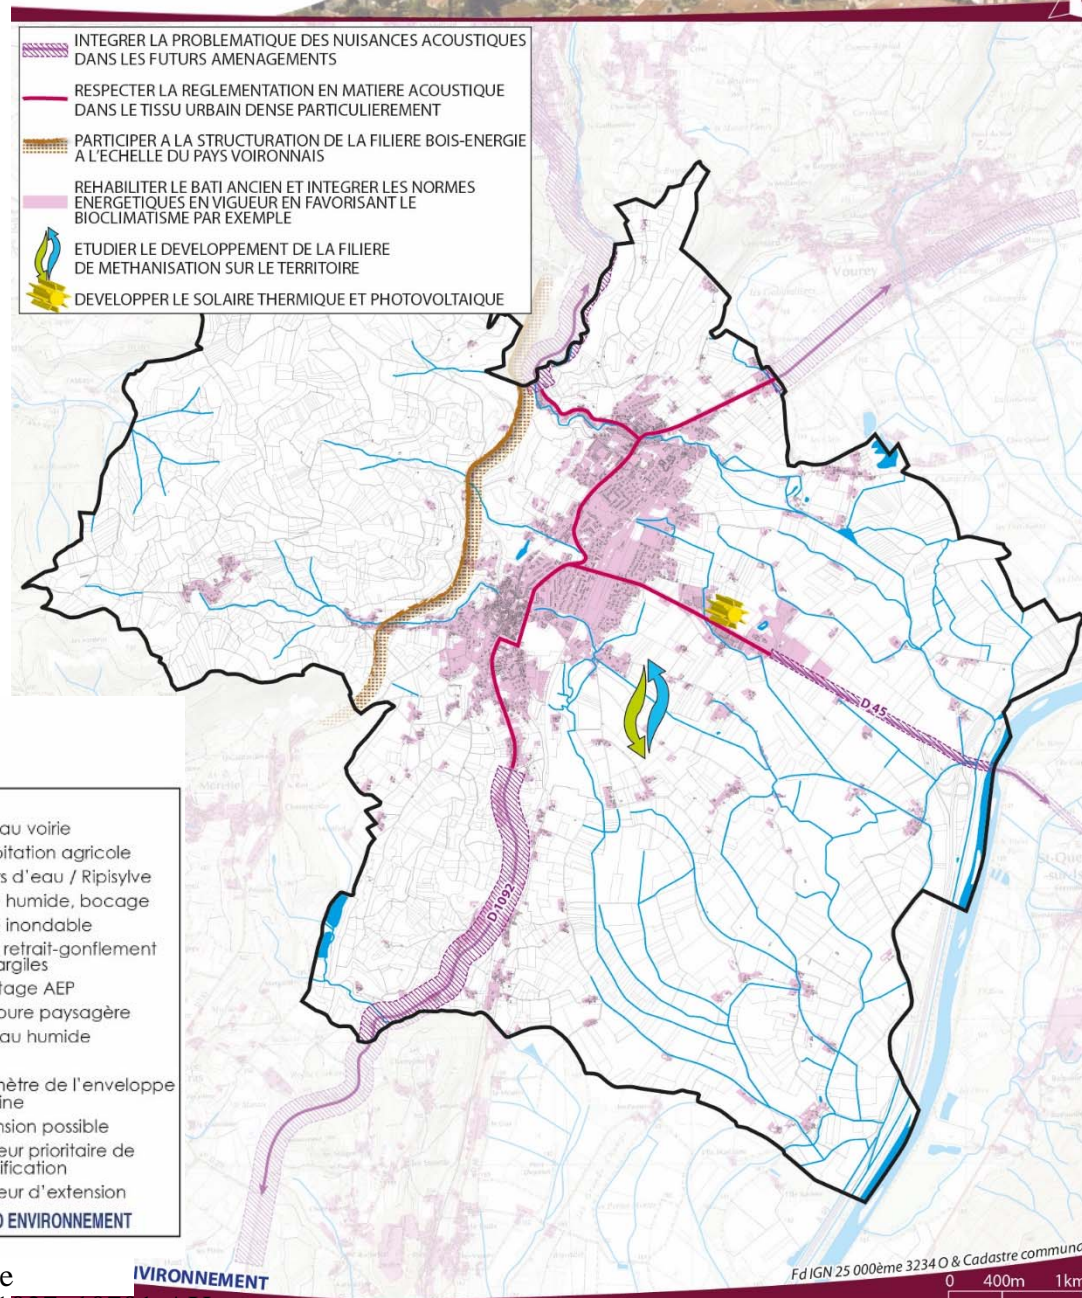 INTEGRER LA PROBLEMATIQUE DES NUISANCES ACOUSTIQUES
DANS LES FUTURS AMENAGEMENTS
RESPECTER LA REGLEMENTATION EN MATIERE ACOUSTIQUE
DANS LE TISSU URBAIN DENSE PARTICULIEREMENT
PARTICIPER A LA STRUCTURATION DE LA FILIERE BOIS-ENERGIE
A L'ECHELLE DU PAYS VOIRONNAIS
REHABILITER LE BATI ANCIEN ET INTEGRER LES NORMES
ENERGETIQUES EN VIGUEUR EN FAVORISANT LE
BIOCLIMATISME PAR EXEMPLE
ETUDIER LE DEVELOPPEMENT DE LA FILIERE
DE METHANISATION SUR LE TERRITOIRE
DEVELOPPER LE SOLAIRE THERMIQUE ET PHOTOVOLTAIQUE
Vourey
D 45
D 1092
au voirie
oitation agricole
rs d'eau / Ripisylve
humide, bocage
inondable
retrait-gonflement
argiles
tage AEP
oure paysagère
au humide
nètre de l'enveloppe
ine
nsion possible
eur prioritaire de
ification
eur d'extension
O ENVIRONNEMENT
e
IVIRONNEMENT
Fd IGN 25 000ème 3234 O & Cadastre commun
0 400m 1km